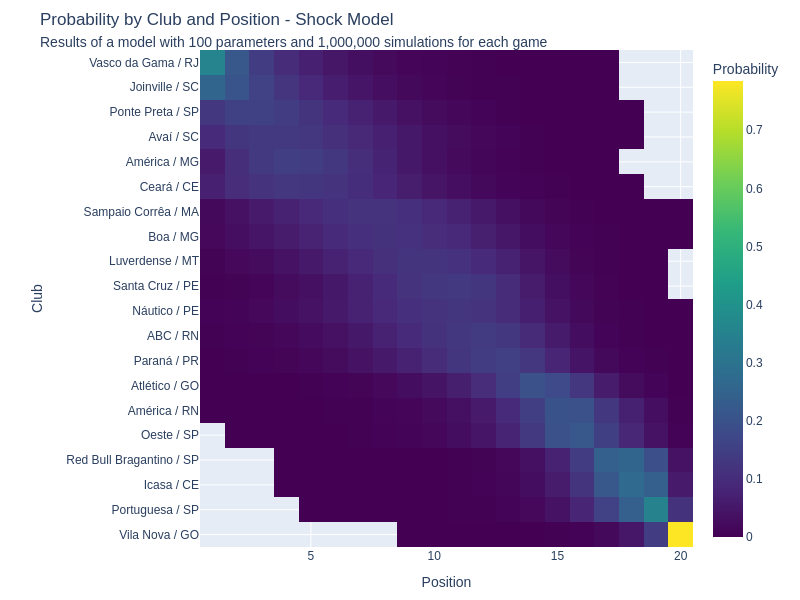 Probability by Club and Position - Shock Model
Results of a model with 100 parameters and 1,000,000 simulations for each game
Probability
Vasco da Gama / RJ
Joinville / SC
Ponte Preta / SP
Avaí / SC
América / MG
Ceará / CE
Sampaio Corrêa / MA
Boa / MG
Luverdense / MT
Santa Cruz / PE
Náutico / PE
ABC / RN
Paraná / PR
Atlético / GO
América / RN
Oeste / SP
Red Bull Bragantino / SP
Icasa / CE
Portuguesa / SP
Vila Nova / GO
Club
5
10
15
20
Position
0.7
0.6
0.5
0.4
0.3
0.2
0.1
0